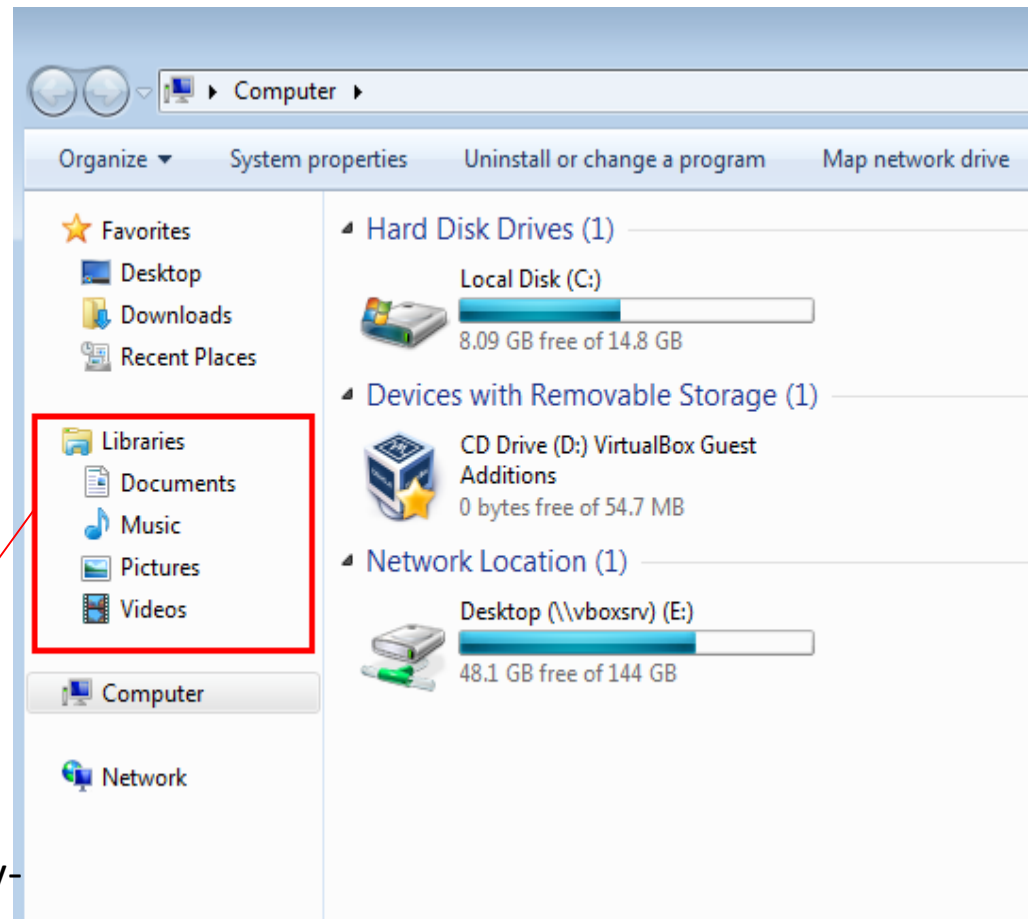 Computer
Organize
System properties
Uninstall or change a program
Map network drive
Favorites
Desktop
Downloads
Recent Places
Libraries
Documents
Music
Pictures
Videos
Computer
Network
Hard Disk Drives (1)
Local Disk (C:)
8.09 GB free of 14.8 GB
Devices with Removable Storage (1)
CD Drive (D:) VirtualBox Guest
Additions
0 bytes free of 54.7 MB
Network Location (1)
Desktop (\\vboxsrv) (E:)
48.1 GB free of 144 GB